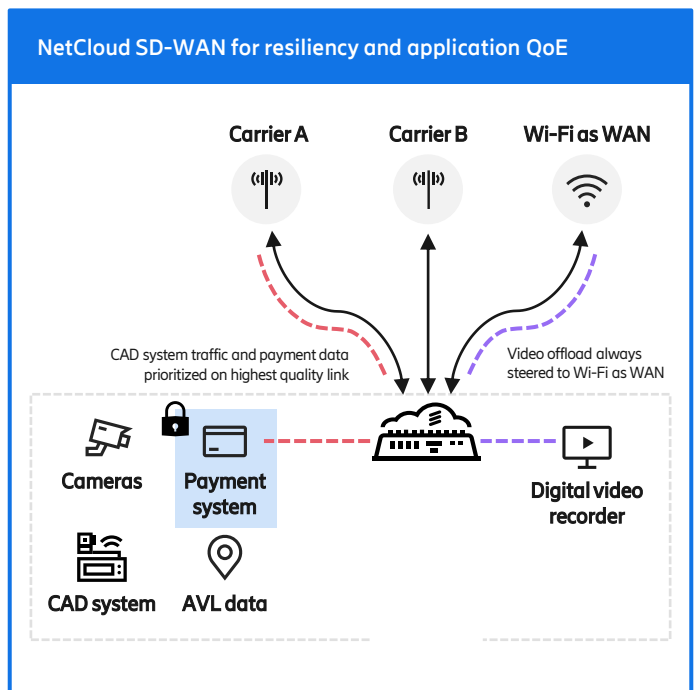 NetCloud SD-WAN for resiliency and application QoE
Carrier A
Carrier B
Wi-Fi as WAN
CAD system traffic and payment data
prioritized on highest quality link
Video offload always
steered to Wi-Fi as WAN
Cameras
Payment
system
Digital video
recorder
CAD system
AVL data